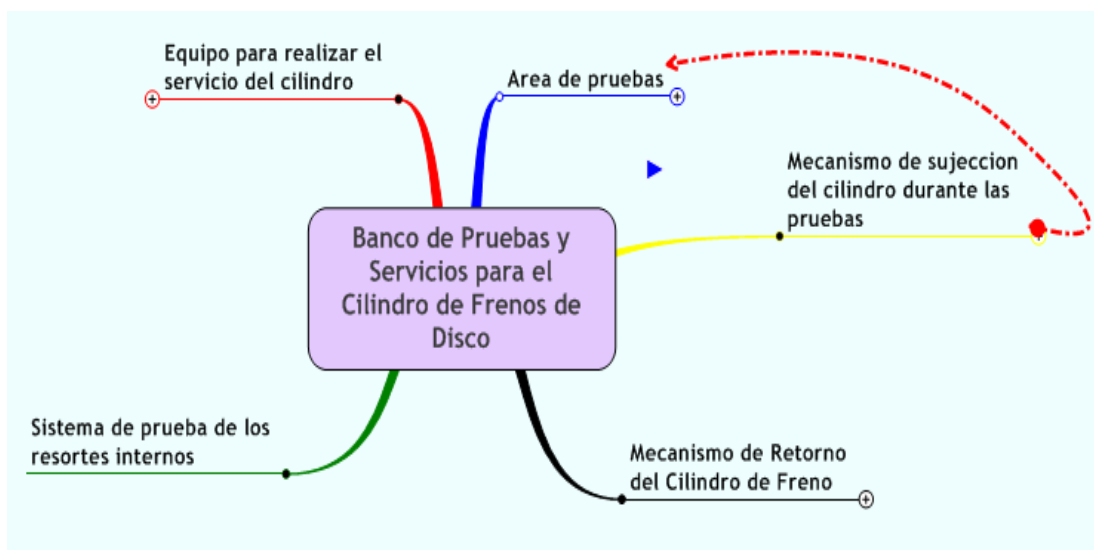 Equipo para realizar el
servicio del cilindro
Area de pruebas
Mecanismo de sujeccion
del cilindro durante las
pruebas
Banco de Pruebas y
Servicios para el
Cilindro de Frenos de
Disco
Sistema de prueba de los
resortes internos
Mecanismo de Retorno
del Cilindro de Freno